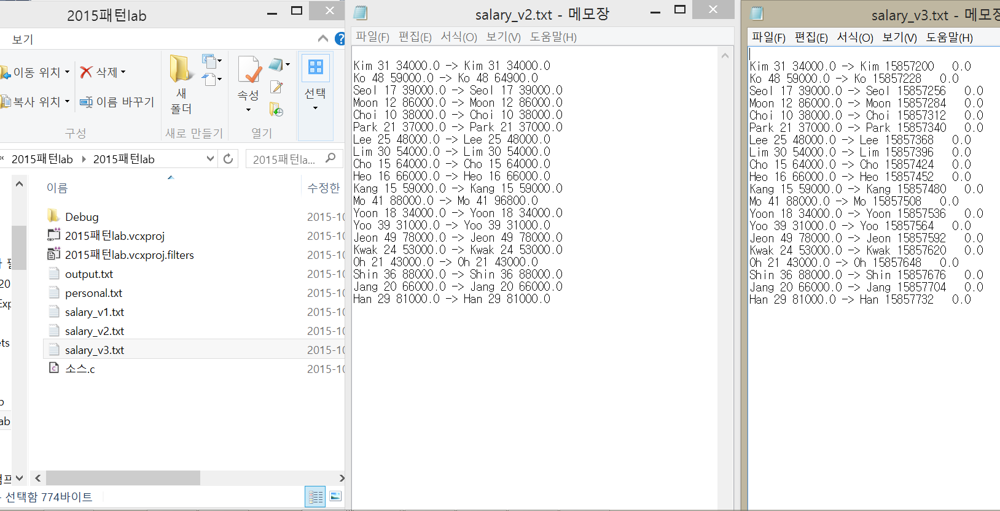 2015패턴lab
보기
이동 위치
삭제
복사 위치
이름 바꾸기
새
폴더
속성
선택
구성
새로 만들기
열기
« 2015패턴lab
2015패턴lab
2015패턴la...
이름
수정한
Debug
2015-10
2015패턴lab.vcxproj
2015-10
2015패턴lab.vcxproj.filters
2015-10
output.txt
2015-10
personal.txt
2015-10
salary_v1.txt
2015-10
salary_v2.txt
2015-10
salary_v3.txt
2015-10
소스.c
2015-10
선택함 774바이트
salary_v2.txt - 메모장
파일(F) 편집(E) 서식(O) 보기(V) 도움말(H)
Kim 31 34000.0 -> Kim 31 34000.0
Ko 48 59000.0 -> Ko 48 64900.0
Seol 17 39000.0 -> Seol 17 39000.0
Moon 12 86000.0 -> Moon 12 86000.0
Choi 10 38000.0 -> Choi 10 38000.0
Park 21 37000.0 -> Park 21 37000.0
Lee 25 48000.0 -> Lee 25 48000.0
Lim 30 54000.0 -> Lim 30 54000.0
Cho 15 64000.0 -> Cho 15 64000.0
Heo 16 66000.0 -> Heo 16 66000.0
Kang 15 59000.0 -> Kang 15 59000.0
Mo 41 88000.0 -> Mo 41 96800.0
Yoon 18 34000.0 -> Yoon 18 34000.0
Yoo 39 31000.0 -> Yoo 39 31000.0
Jeon 49 78000.0 -> Jeon 49 78000.0
Kwak 24 53000.0 -> Kwak 24 53000.0
Oh 21 43000.0 -> Oh 21 43000.0
Shin 36 88000.0 -> Shin 36 88000.0
Jang 20 66000.0 -> Jang 20 66000.0
Han 29 81000.0 -> Han 29 81000.0
salary_v3.txt - 메모장
파일(F) 편집(E) 서식(O) 보기(V) 도움말(H)
Kim 31 34000.0 -> Kim 15857200   0.0
Ko 48 59000.0 -> Ko 15857228   0.0
Seol 17 39000.0 -> Seol 15857256   0.0
Moon 12 86000.0 -> Moon 15857284   0.0
Choi 10 38000.0 -> Choi 15857312   0.0
Park 21 37000.0 -> Park 15857340   0.0
Lee 25 48000.0 -> Lee 15857368   0.0
Lim 30 54000.0 -> Lim 15857396   0.0
Cho 15 64000.0 -> Cho 15857424   0.0
Heo 16 66000.0 -> Heo 15857452   0.0
Kang 15 59000.0 -> Kang 15857480   0.0
Mo 41 88000.0 -> Mo 15857508   0.0
Yoon 18 34000.0 -> Yoon 15857536   0.0
Yoo 39 31000.0 -> Yoo 15857564   0.0
Jeon 49 78000.0 -> Jeon 15857592   0.0
Kwak 24 53000.0 -> Kwak 15857620   0.0
Oh 21 43000.0 -> Oh 15857648   0.0
Shin 36 88000.0 -> Shin 15857676   0.0
Jang 20 66000.0 -> Jang 15857704   0.0
Han 29 81000.0 -> Han 15857732   0.0